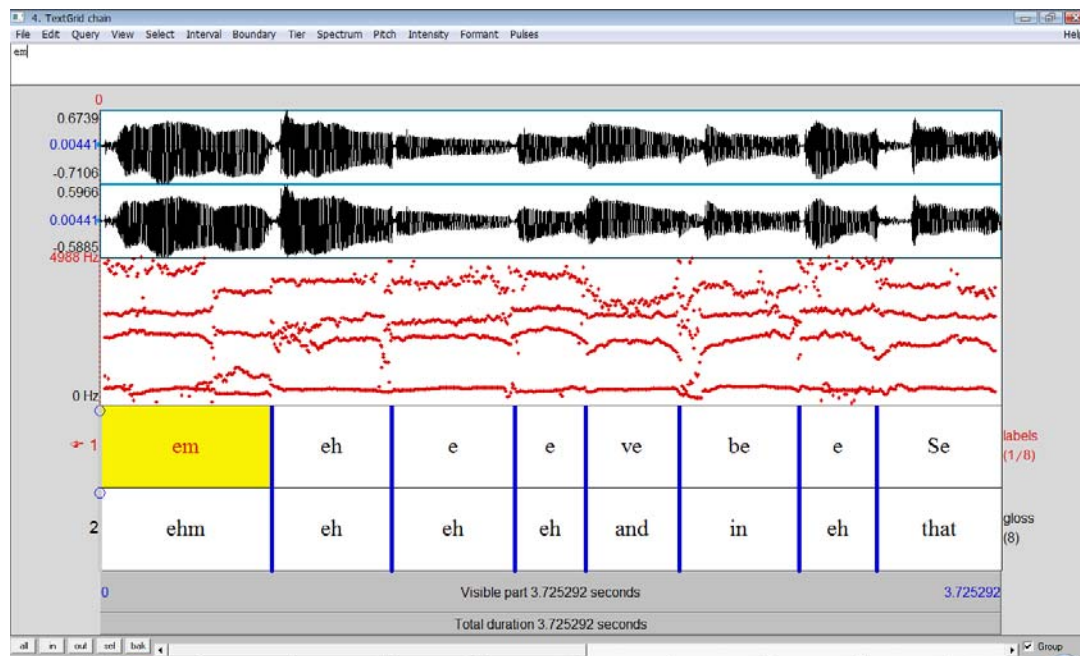 4. TextGrid chain
File Edit Query View Select Interval Boundary Tier Spectrum Pitch Intensity Formant Pulses Help
em
0
0.6739
0.00441
-0.7106
0.5966
0.00441
-0.5885
4988 Hz
0 Hz
1 em eh e e ve be e Se labels (1/8)
2 ehm eh eh eh and in eh that gloss (8)
0 Visible part 3.725292 seconds 3.725292
Total duration 3.725292 seconds
all in out sel bak Group